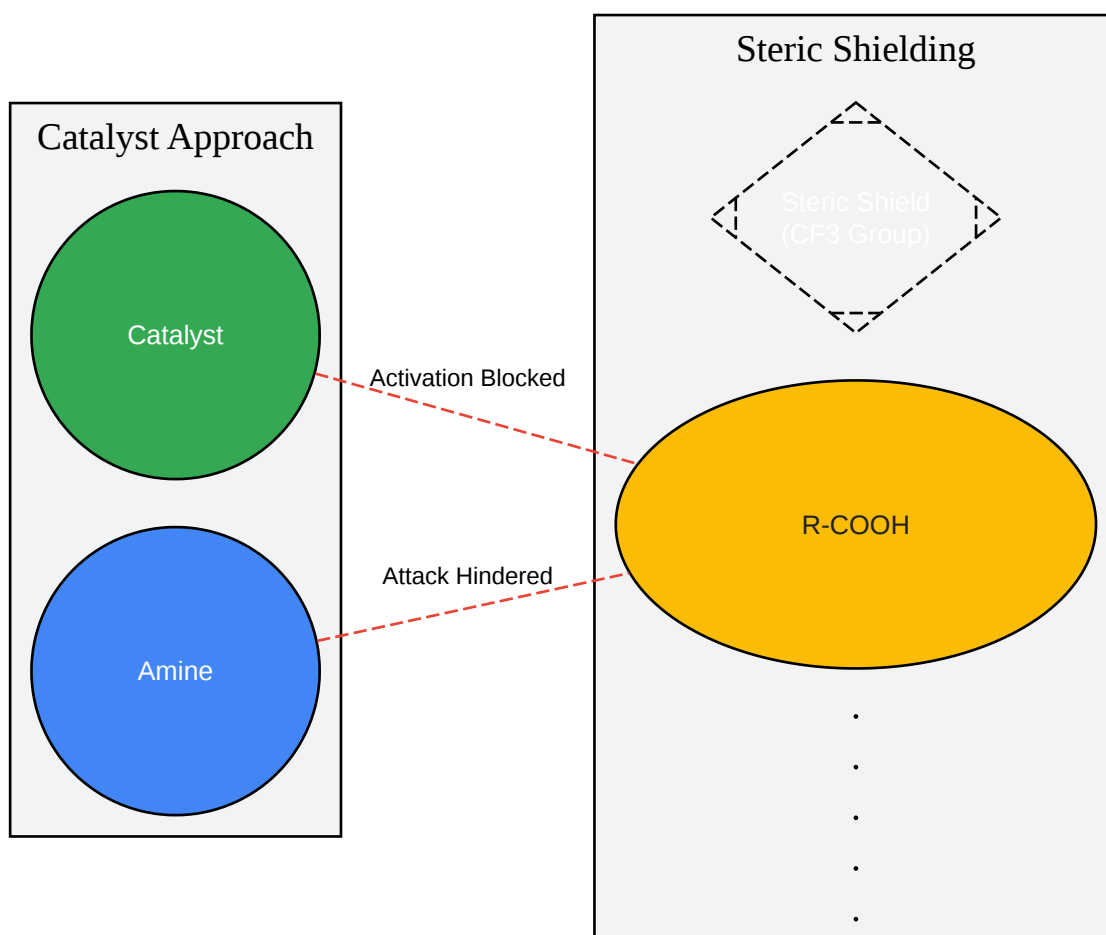 Steric Shielding
Catalyst Approach
Steric Shield
(CF3 Group)
Catalyst
Activation Blocked
R-COOH
Attack Hindered
Amine